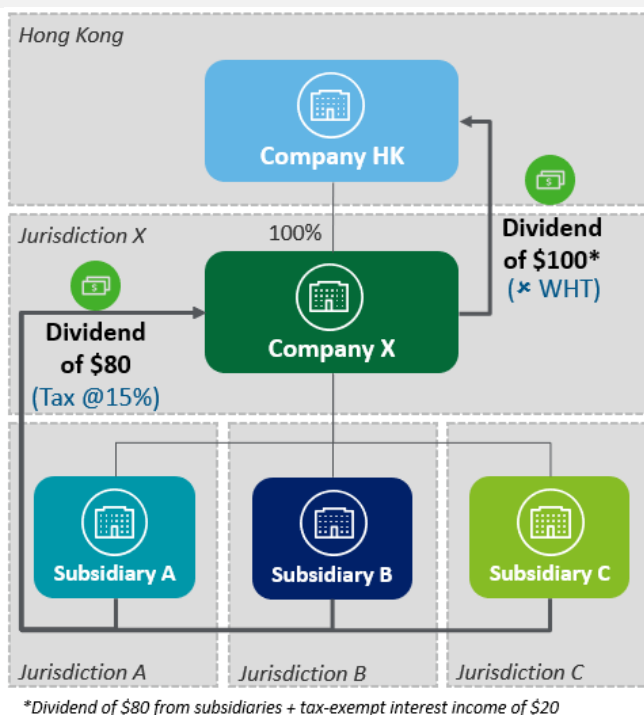 Hong Kong
Company HK
Jurisdiction X
100%
Dividend
of $100*
(× WHT)
Dividend
of $80
(Tax @15%)
Company X
Subsidiary A
Subsidiary B
Subsidiary C
Jurisdiction A
Jurisdiction B
Jurisdiction C
*Dividend of $80 from subsidiaries + tax-exempt interest income of $20